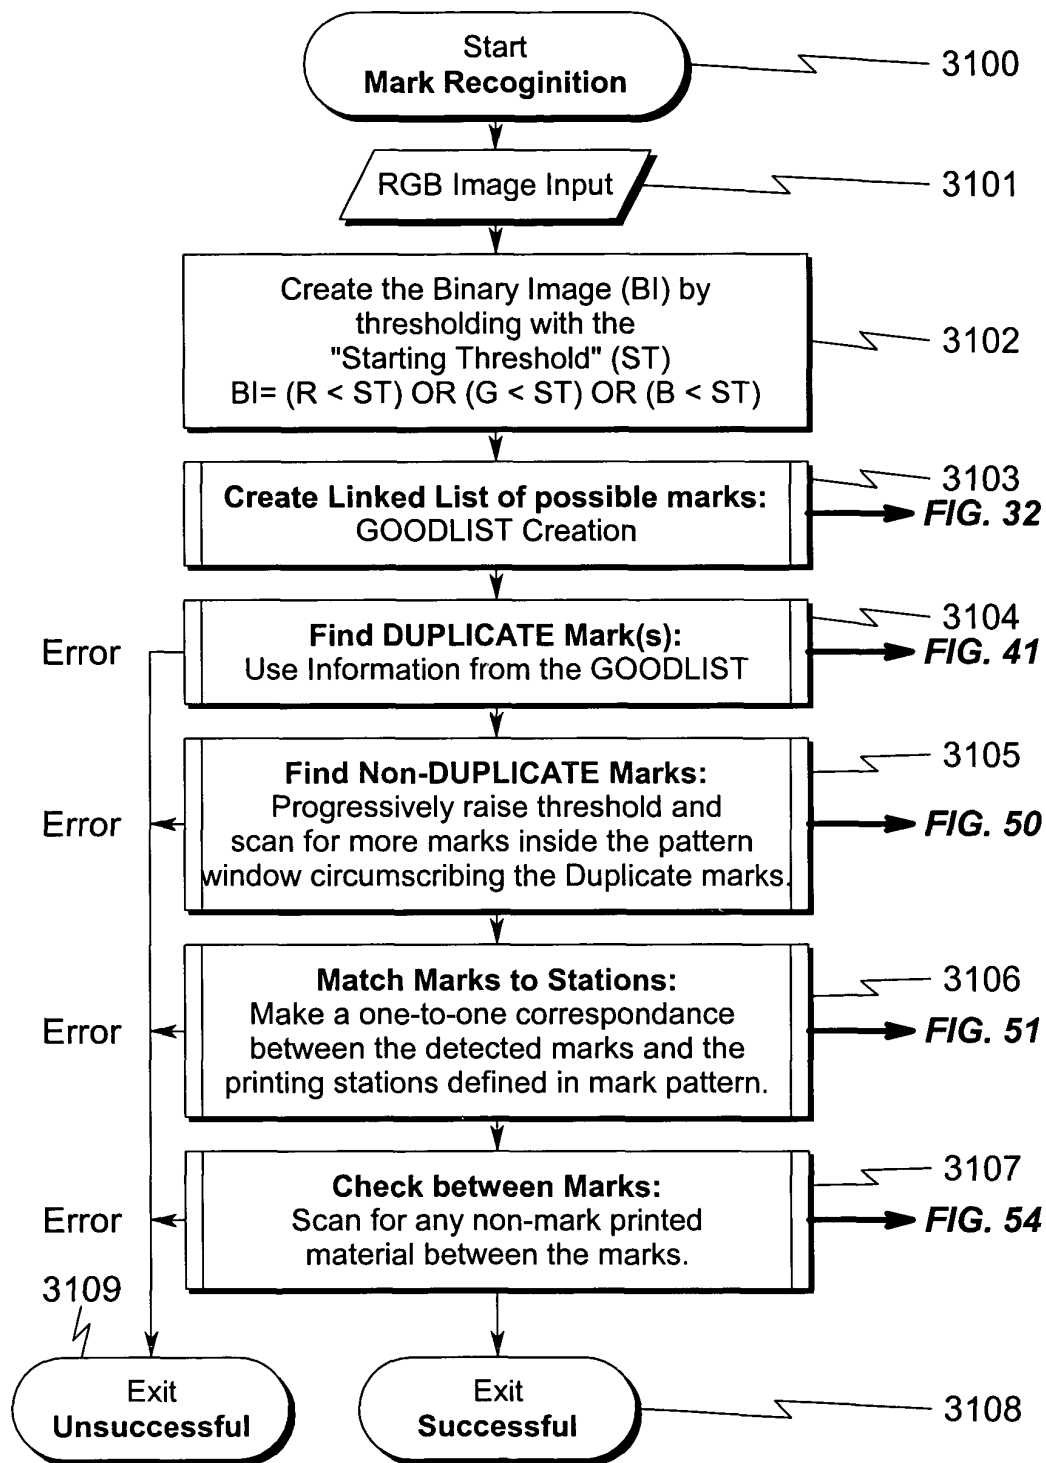 Start
Mark Recoginition
3100
RGB Image Input
3101
Create the Binary Image (BI) by
thresholding with the
"Starting Threshold" (ST)
BI= (R < ST) OR (G < ST) OR (B < ST)
3102
Create Linked List of possible marks:
GOODLIST Creation
3103
FIG. 32
Error
Find DUPLICATE Mark(s):
Use Information from the GOODLIST
3104
FIG. 41
Error
Find Non-DUPLICATE Marks:
Progressively raise threshold and
scan for more marks inside the pattern
window circumscribing the Duplicate marks.
3105
FIG. 50
Error
Match Marks to Stations:
Make a one-to-one correspondance
between the detected marks and the
printing stations defined in mark pattern.
3106
FIG. 51
Error
Check between Marks:
Scan for any non-mark printed
material between the marks.
3107
FIG. 54
3109
Exit
Unsuccessful
Exit
Successful
3108